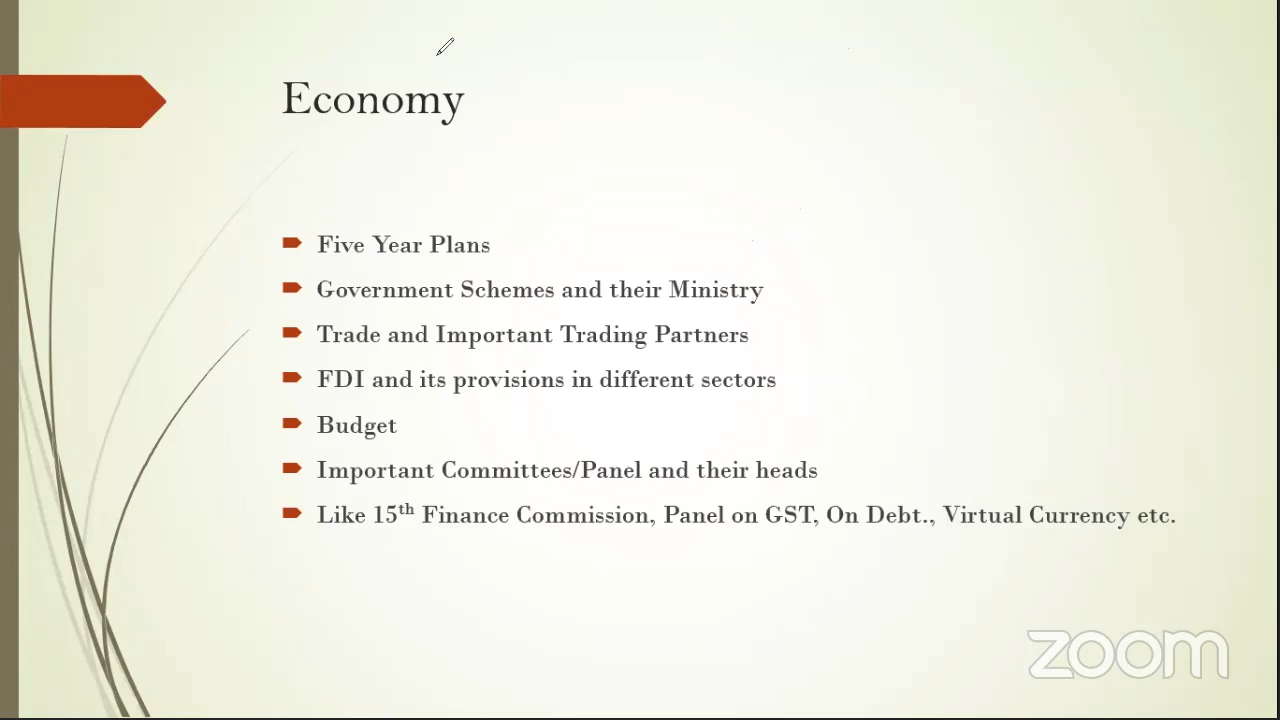 Economy
Five Year Plans
Government Schemes and their Ministry
Trade and Important Trading Partners
FDI and its provisions in different sectors
Budget
Important Committees/Panel and their heads
Like 15th Finance Commission, Panel on GST, On Debt., Virtual Currency etc.
zoom